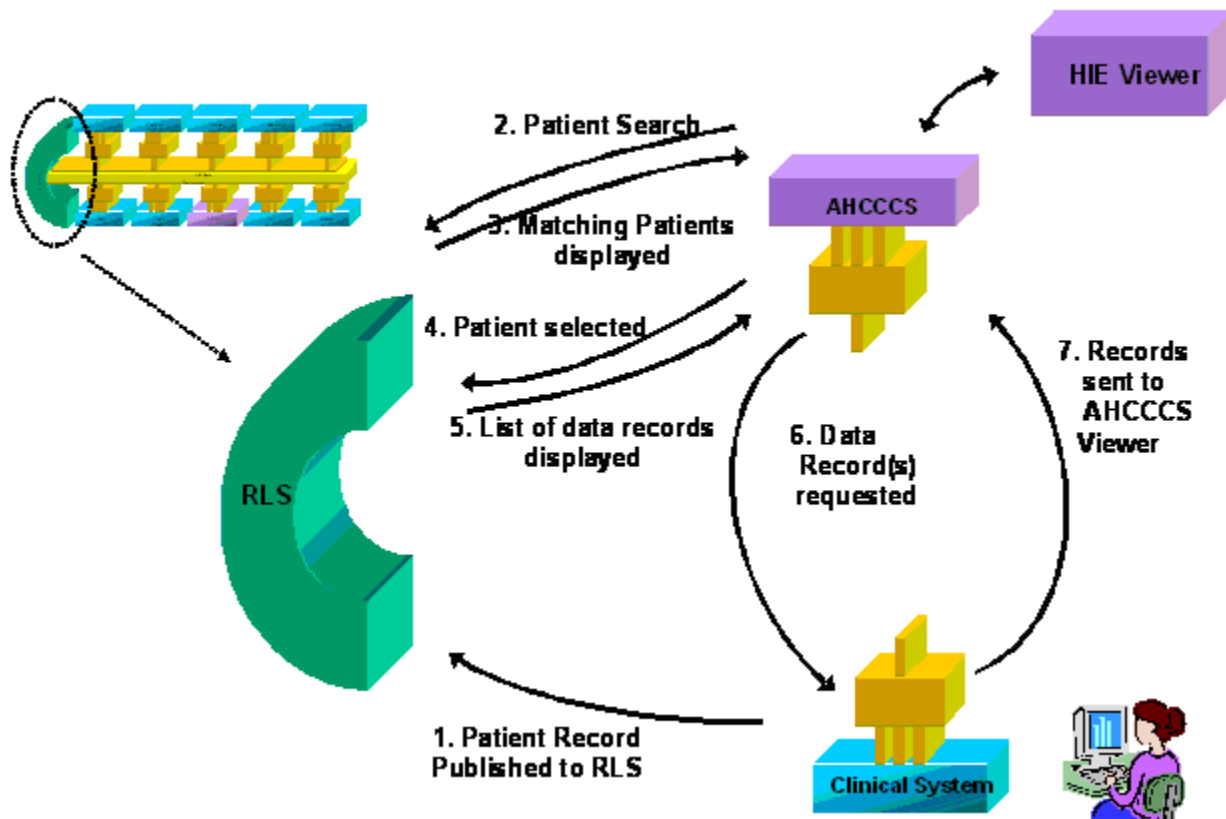 HIE Viewer
2. Patient Search
AHCCCS
3. Matching Patients
displayed
4. Patient selected
5. List of data records
displayed
RLS
6. Data
Record(s)
requested
7. Records
sent to
AHCCCS
Viewer
1. Patient Record
Published to RLS
Clinical System